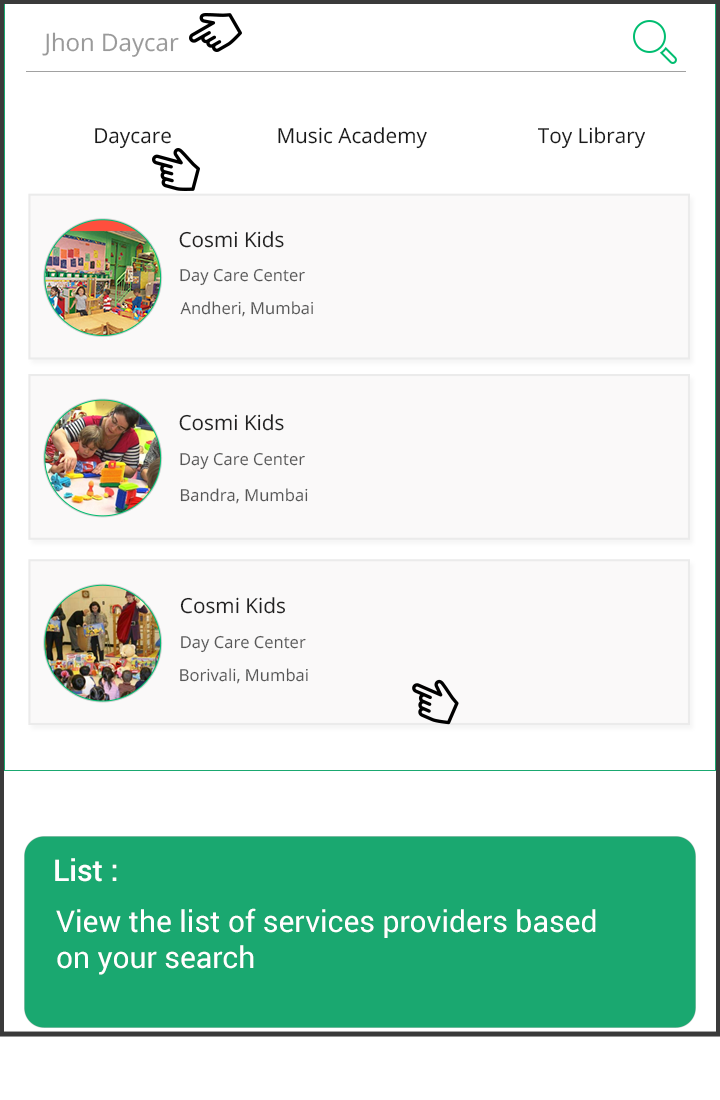 Jhon Daycar
Daycare Music Academy Toy Library
Cosmi Kids
Day Care Center
Andheri, Mumbai
Cosmi Kids
Day Care Center
Bandra, Mumbai
Cosmi Kids
Day Care Center
Borivali, Mumbai
List :
View the list of services providers based
on your search